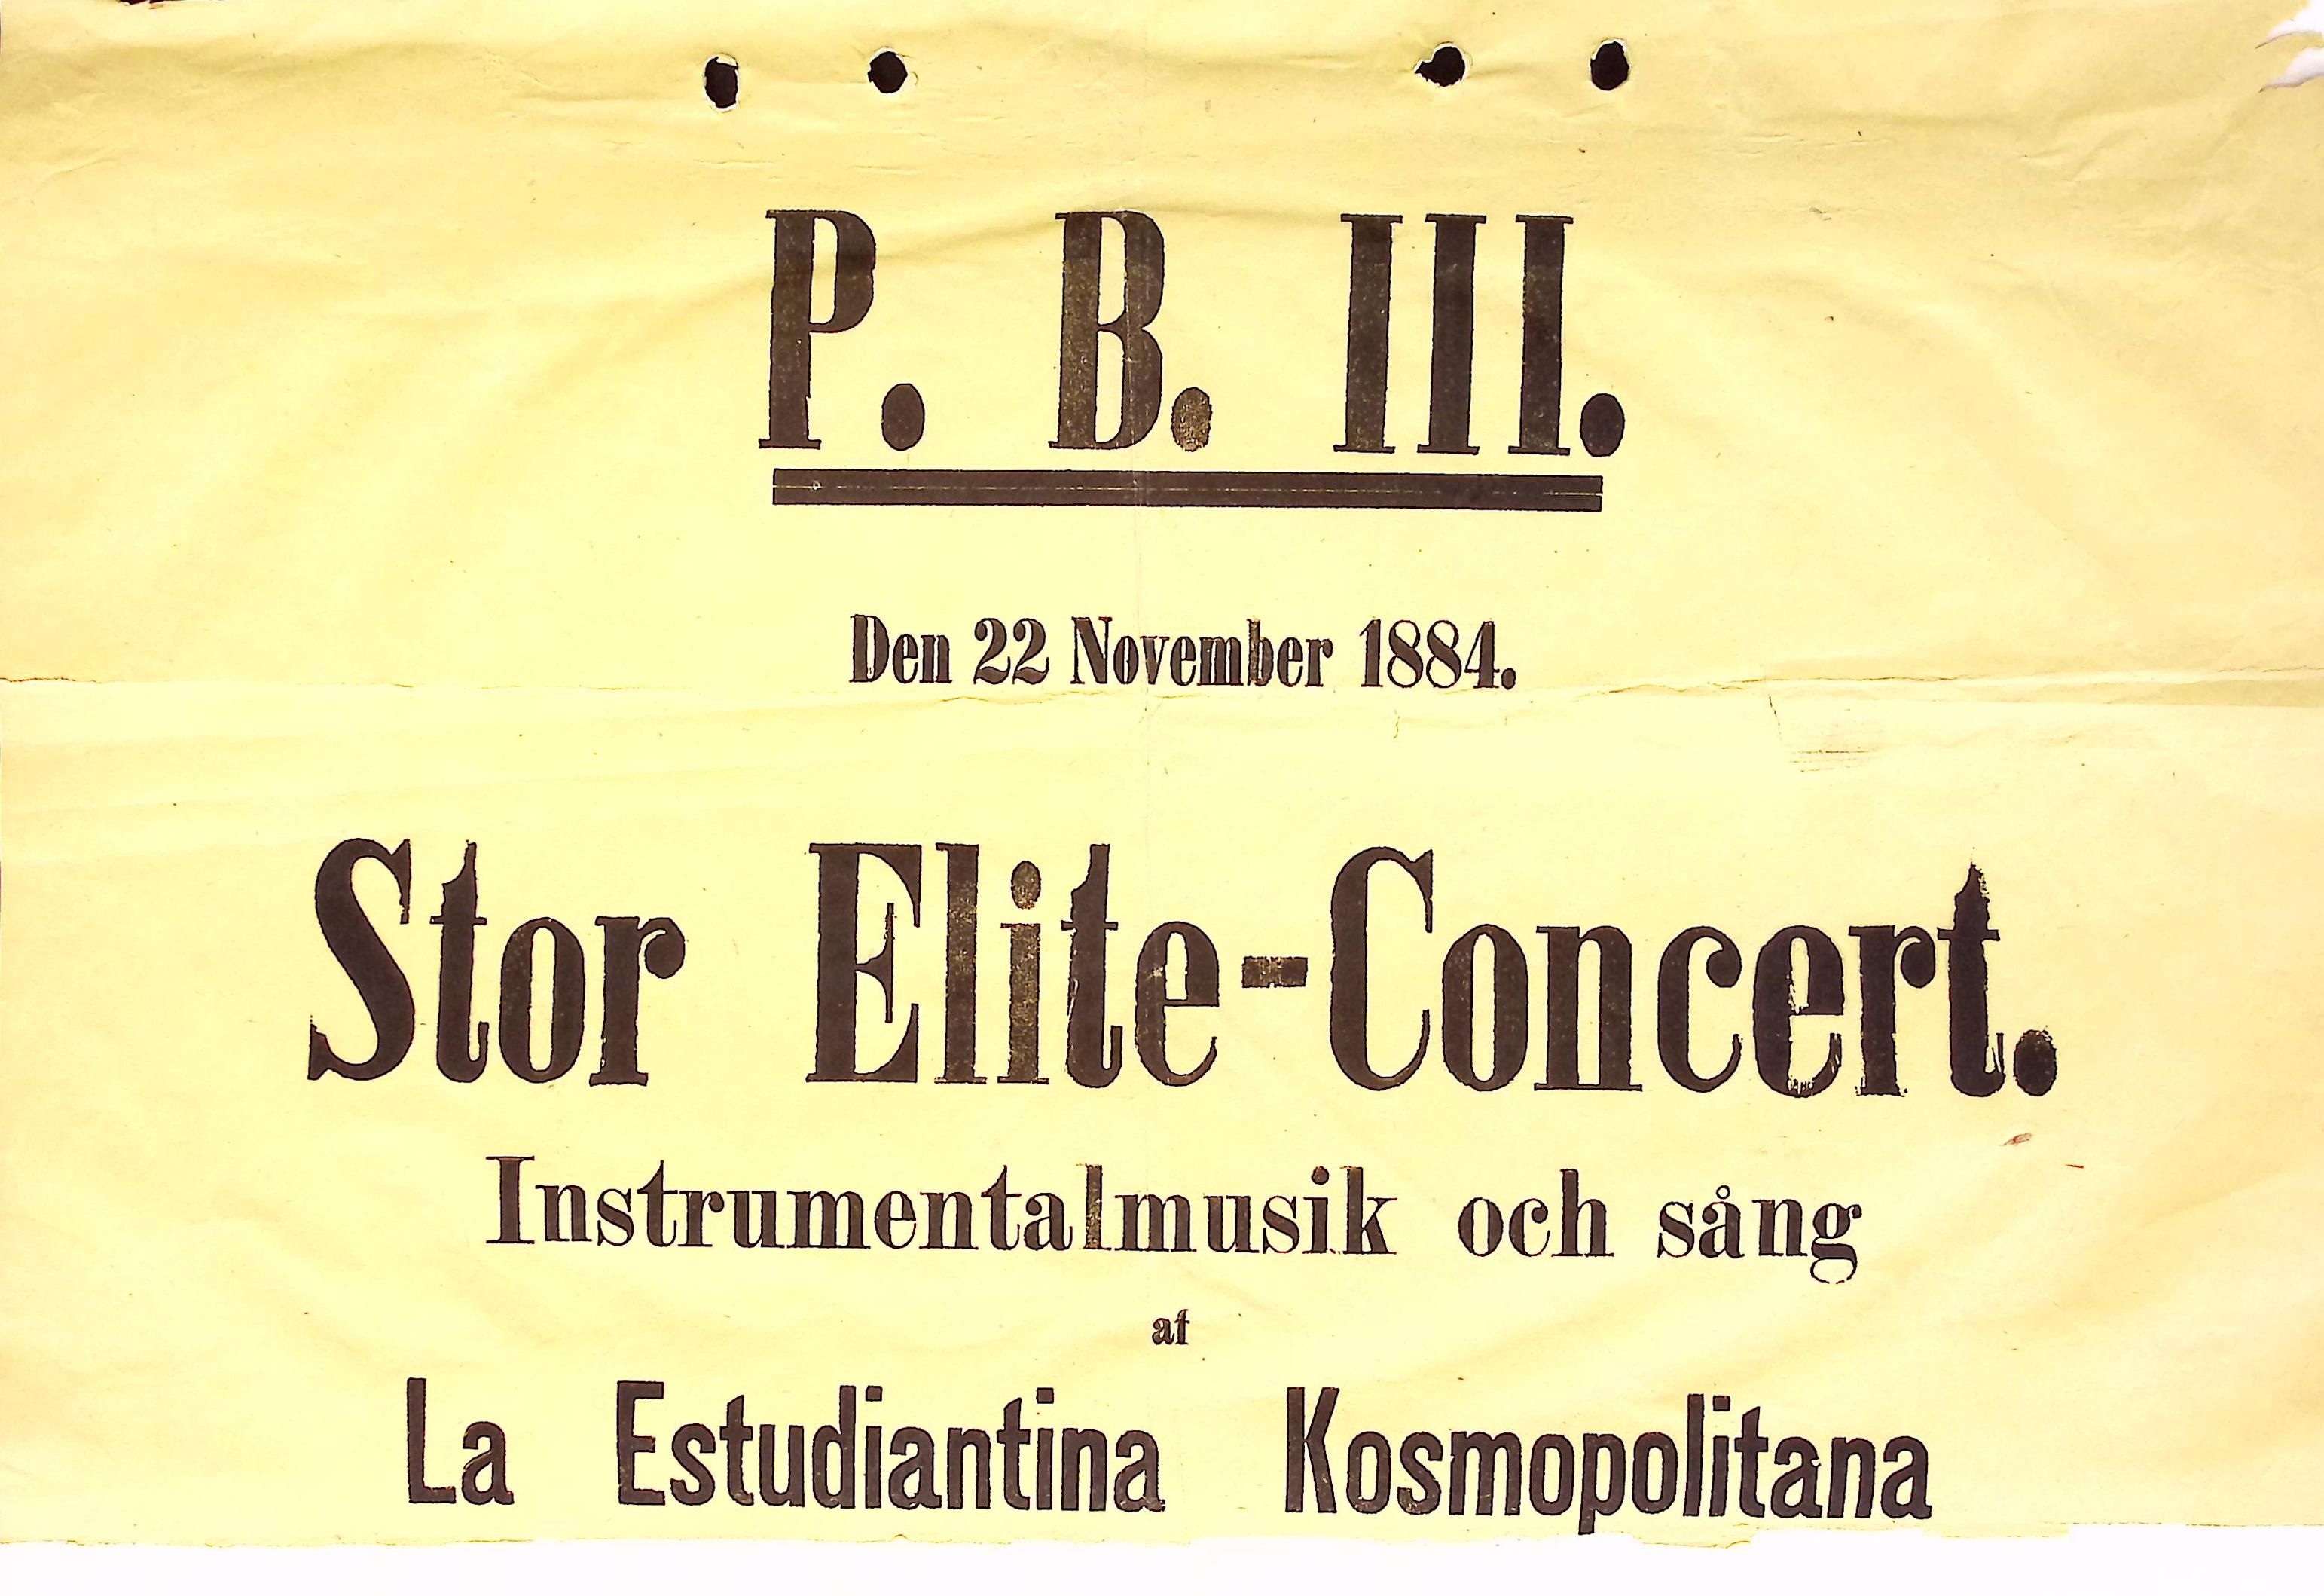 P. B. III.
Den 22 November 1884.
Stor Elite-Concert.
Instrumentalmusik och sång
af
La Estudiantina Kosmopolitana